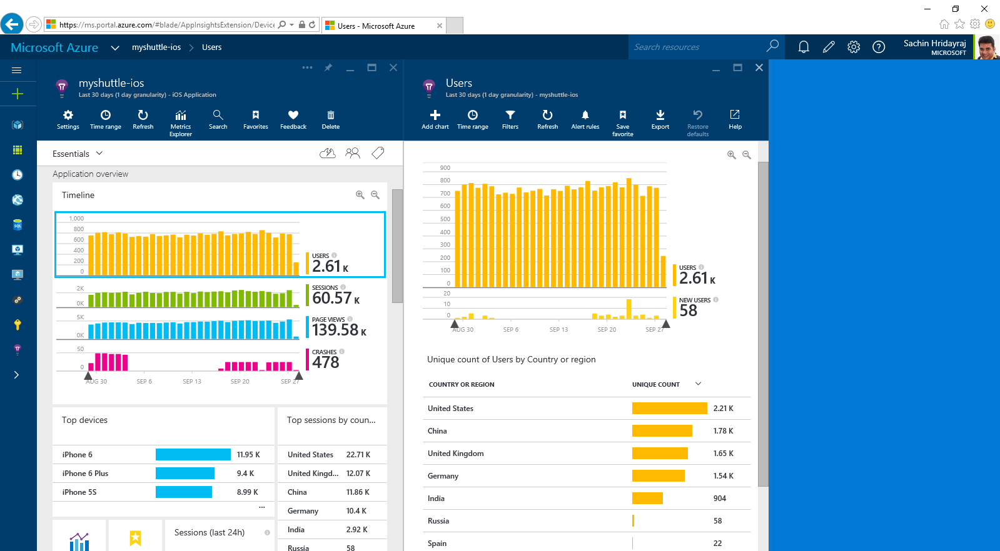 https://ms.portal.azure.com/#blade/AppInsightsExtension/Device
Users - Microsoft Azure
Microsoft Azure
myshuttle-ios
Users
Search resources
Sachin Hridayraj
MICROSOFT
myshuttle-ios
Last 30 days (1 day granularity) - iOS Application
Settings
Time range
Refresh
Metrics Explorer
Search
Favorites
Feedback
Delete
Essentials
Application overview
Timeline
1,000
800
600
400
200
0
USERS
2.61 K
2K
0K
SESSIONS
60.57 K
5K
0K
PAGE VIEWS
139.58 K
50
0
CRASHES
478
AUG 30
SEP 6
SEP 13
SEP 20
SEP 27
Top devices
iPhone 6 11.95 K
iPhone 6 Plus 9.4 K
iPhone 5S 8.99 K
...
Top sessions by coun...
United States 22.71 K
United Kingd... 12.07 K
China 11.86 K
Germany 10.4 K
India 2.92 K
Russia 58
Sessions (last 24h)
SQL
Users
Last 30 days (1 day granularity) - myshuttle-ios
Add chart
Time range
Filters
Refresh
Alert rules
Save favorite
Export
Restore defaults
Help
900
800
700
600
500
400
300
200
100
0
USERS
2.61 K
20
10
0
NEW USERS
58
AUG 30
SEP 6
SEP 13
SEP 20
SEP 27
Unique count of Users by Country or region
COUNTRY OR REGION UNIQUE COUNT
United States 2.21 K
China 1.78 K
United Kingdom 1.65 K
Germany 1.54 K
India 904
Russia 58
Spain 22